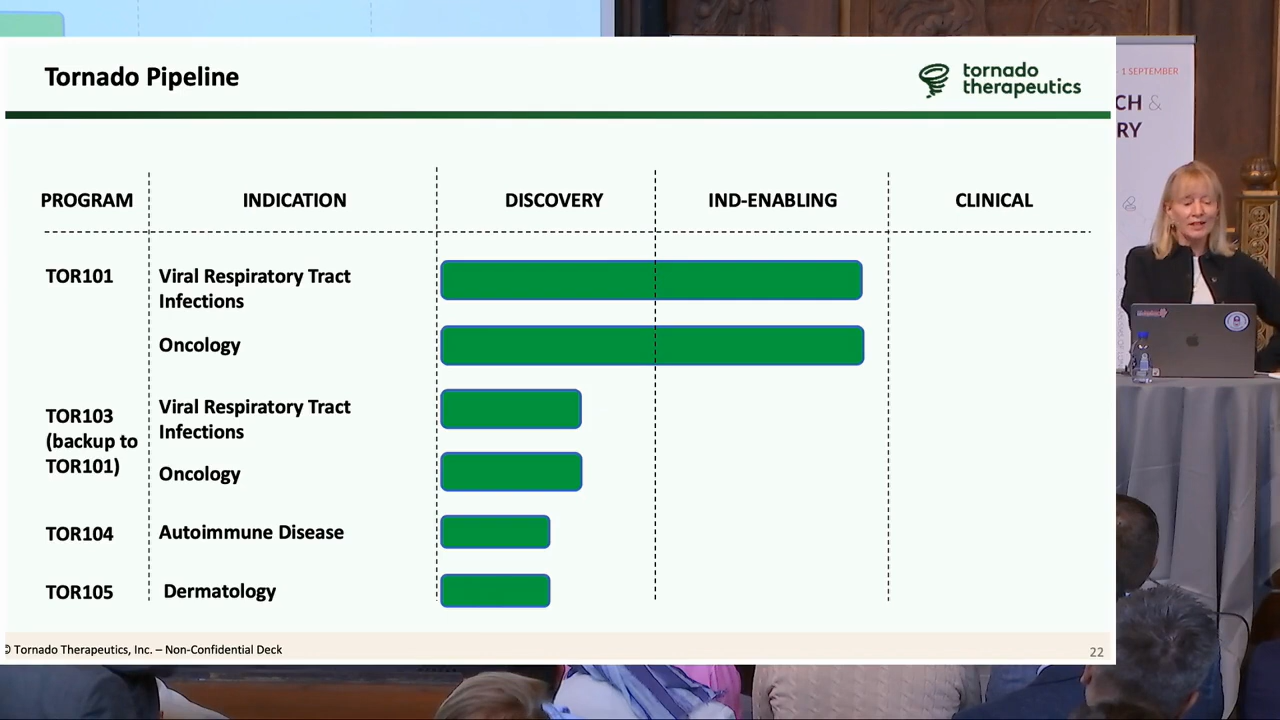 Tornado Pipeline
tornado
therapeutics
1 SEPTEMBER
CH &
RY
PROGRAM
INDICATION
DISCOVERY
IND-ENABLING
CLINICAL
TOR101
Viral Respiratory Tract
Infections
Oncology
TOR103
(backup to
TOR101)
Viral Respiratory Tract
Infections
Oncology
TOR104
Autoimmune Disease
TOR105
Dermatology
© Tornado Therapeutics, Inc. – Non-Confidential Deck
22